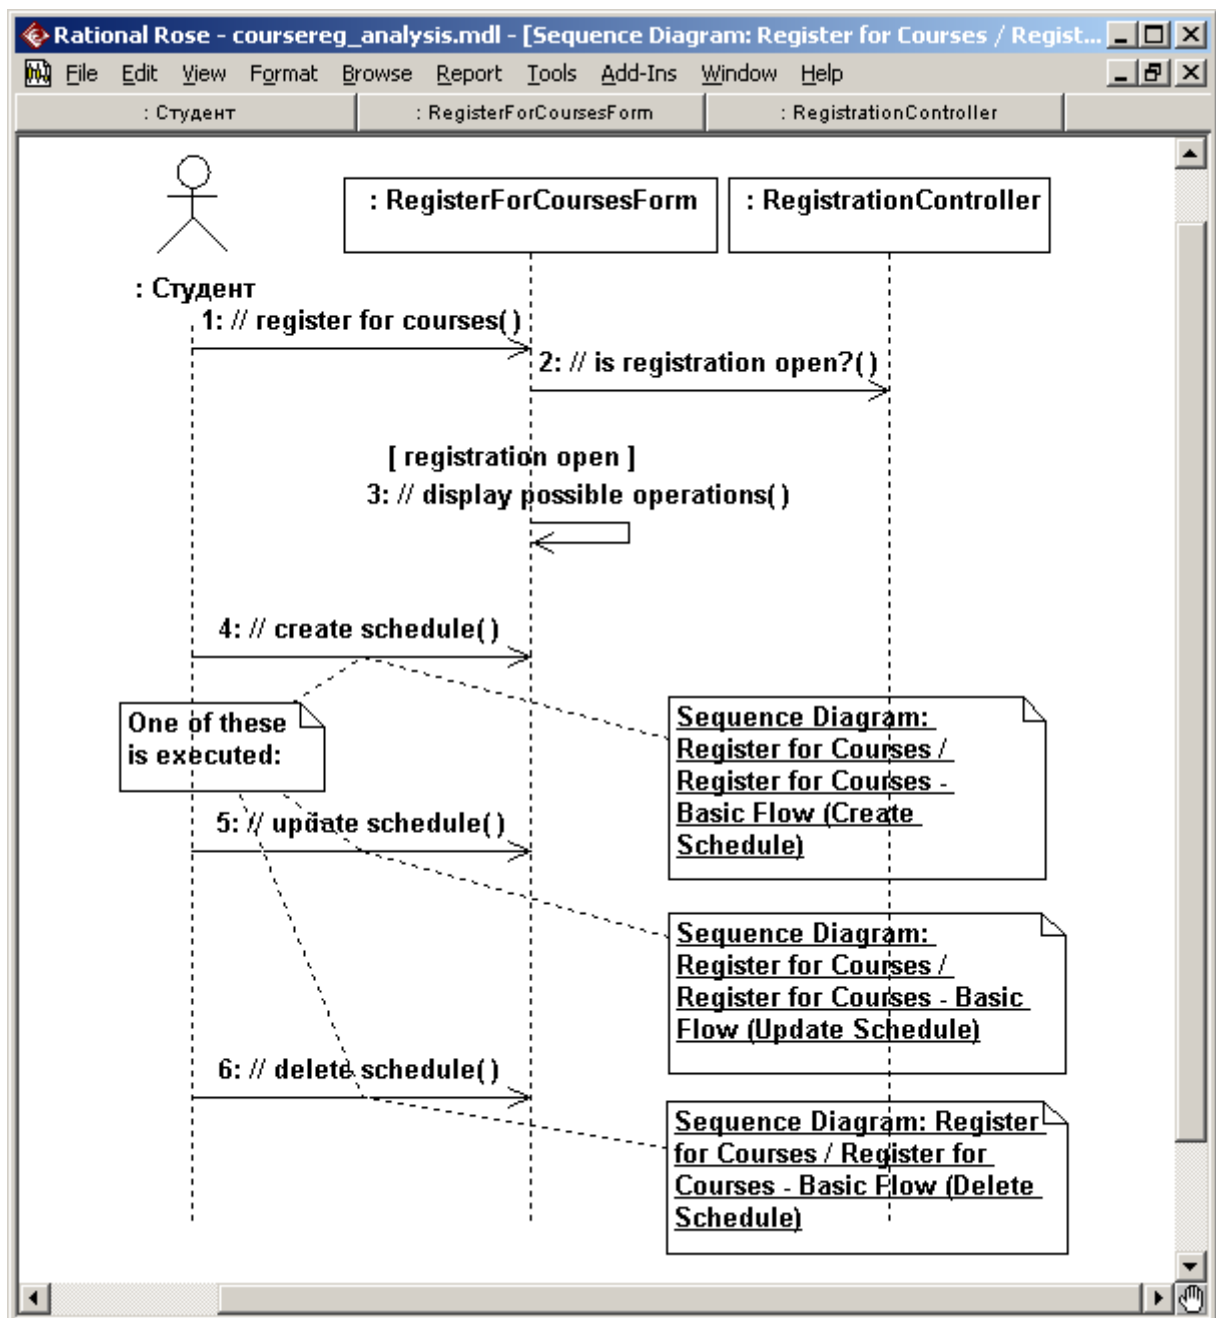 Rational Rose - coursereg_analysis.mdl - [Sequence Diagram: Register for Courses / Regist...
File Edit View Format Browse Report Tools Add-Ins Window Help
: Студент : RegisterForCoursesForm : RegistrationController
: RegisterForCoursesForm : RegistrationController
: Студент
1: // register for courses( )
2: // is registration open?( )
[ registration open ]
3: // display possible operations( )
4: // create schedule( )
One of these
is executed:
Sequence Diagram:
Register for Courses /
Register for Courses -
Basic Flow (Create
Schedule)
5: // update schedule( )
Sequence Diagram:
Register for Courses /
Register for Courses - Basic
Flow (Update Schedule)
6: // delete schedule( )
Sequence Diagram: Register
for Courses / Register for
Courses - Basic Flow (Delete
Schedule)